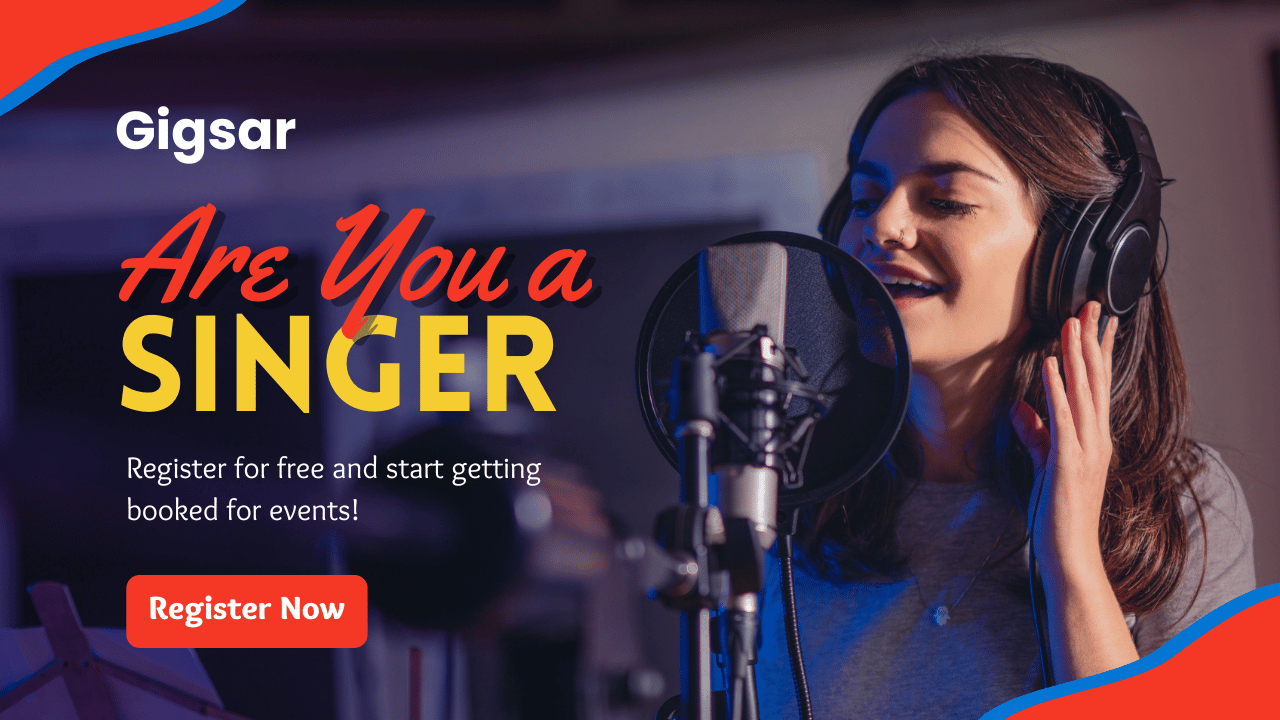 Gigsar
Are You a
SINGER
Register for free and start getting
booked for events!
Register Now